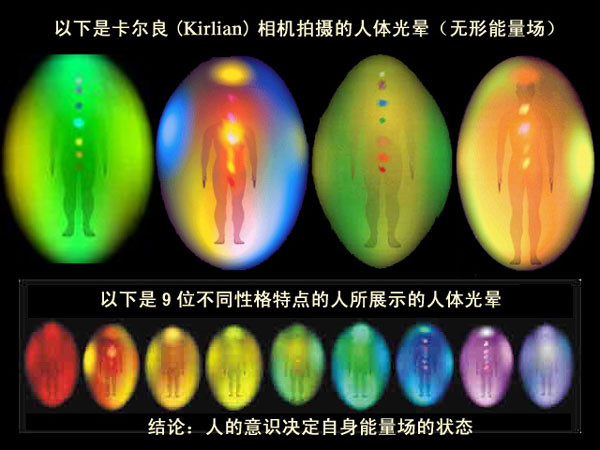 以下是卡尔良 (Kirlian) 相机拍摄的人体光晕（无形能量场）
以下是 9 位不同性格特点的人所展示的人体光晕
结论：人的意识决定自身能量场的状态